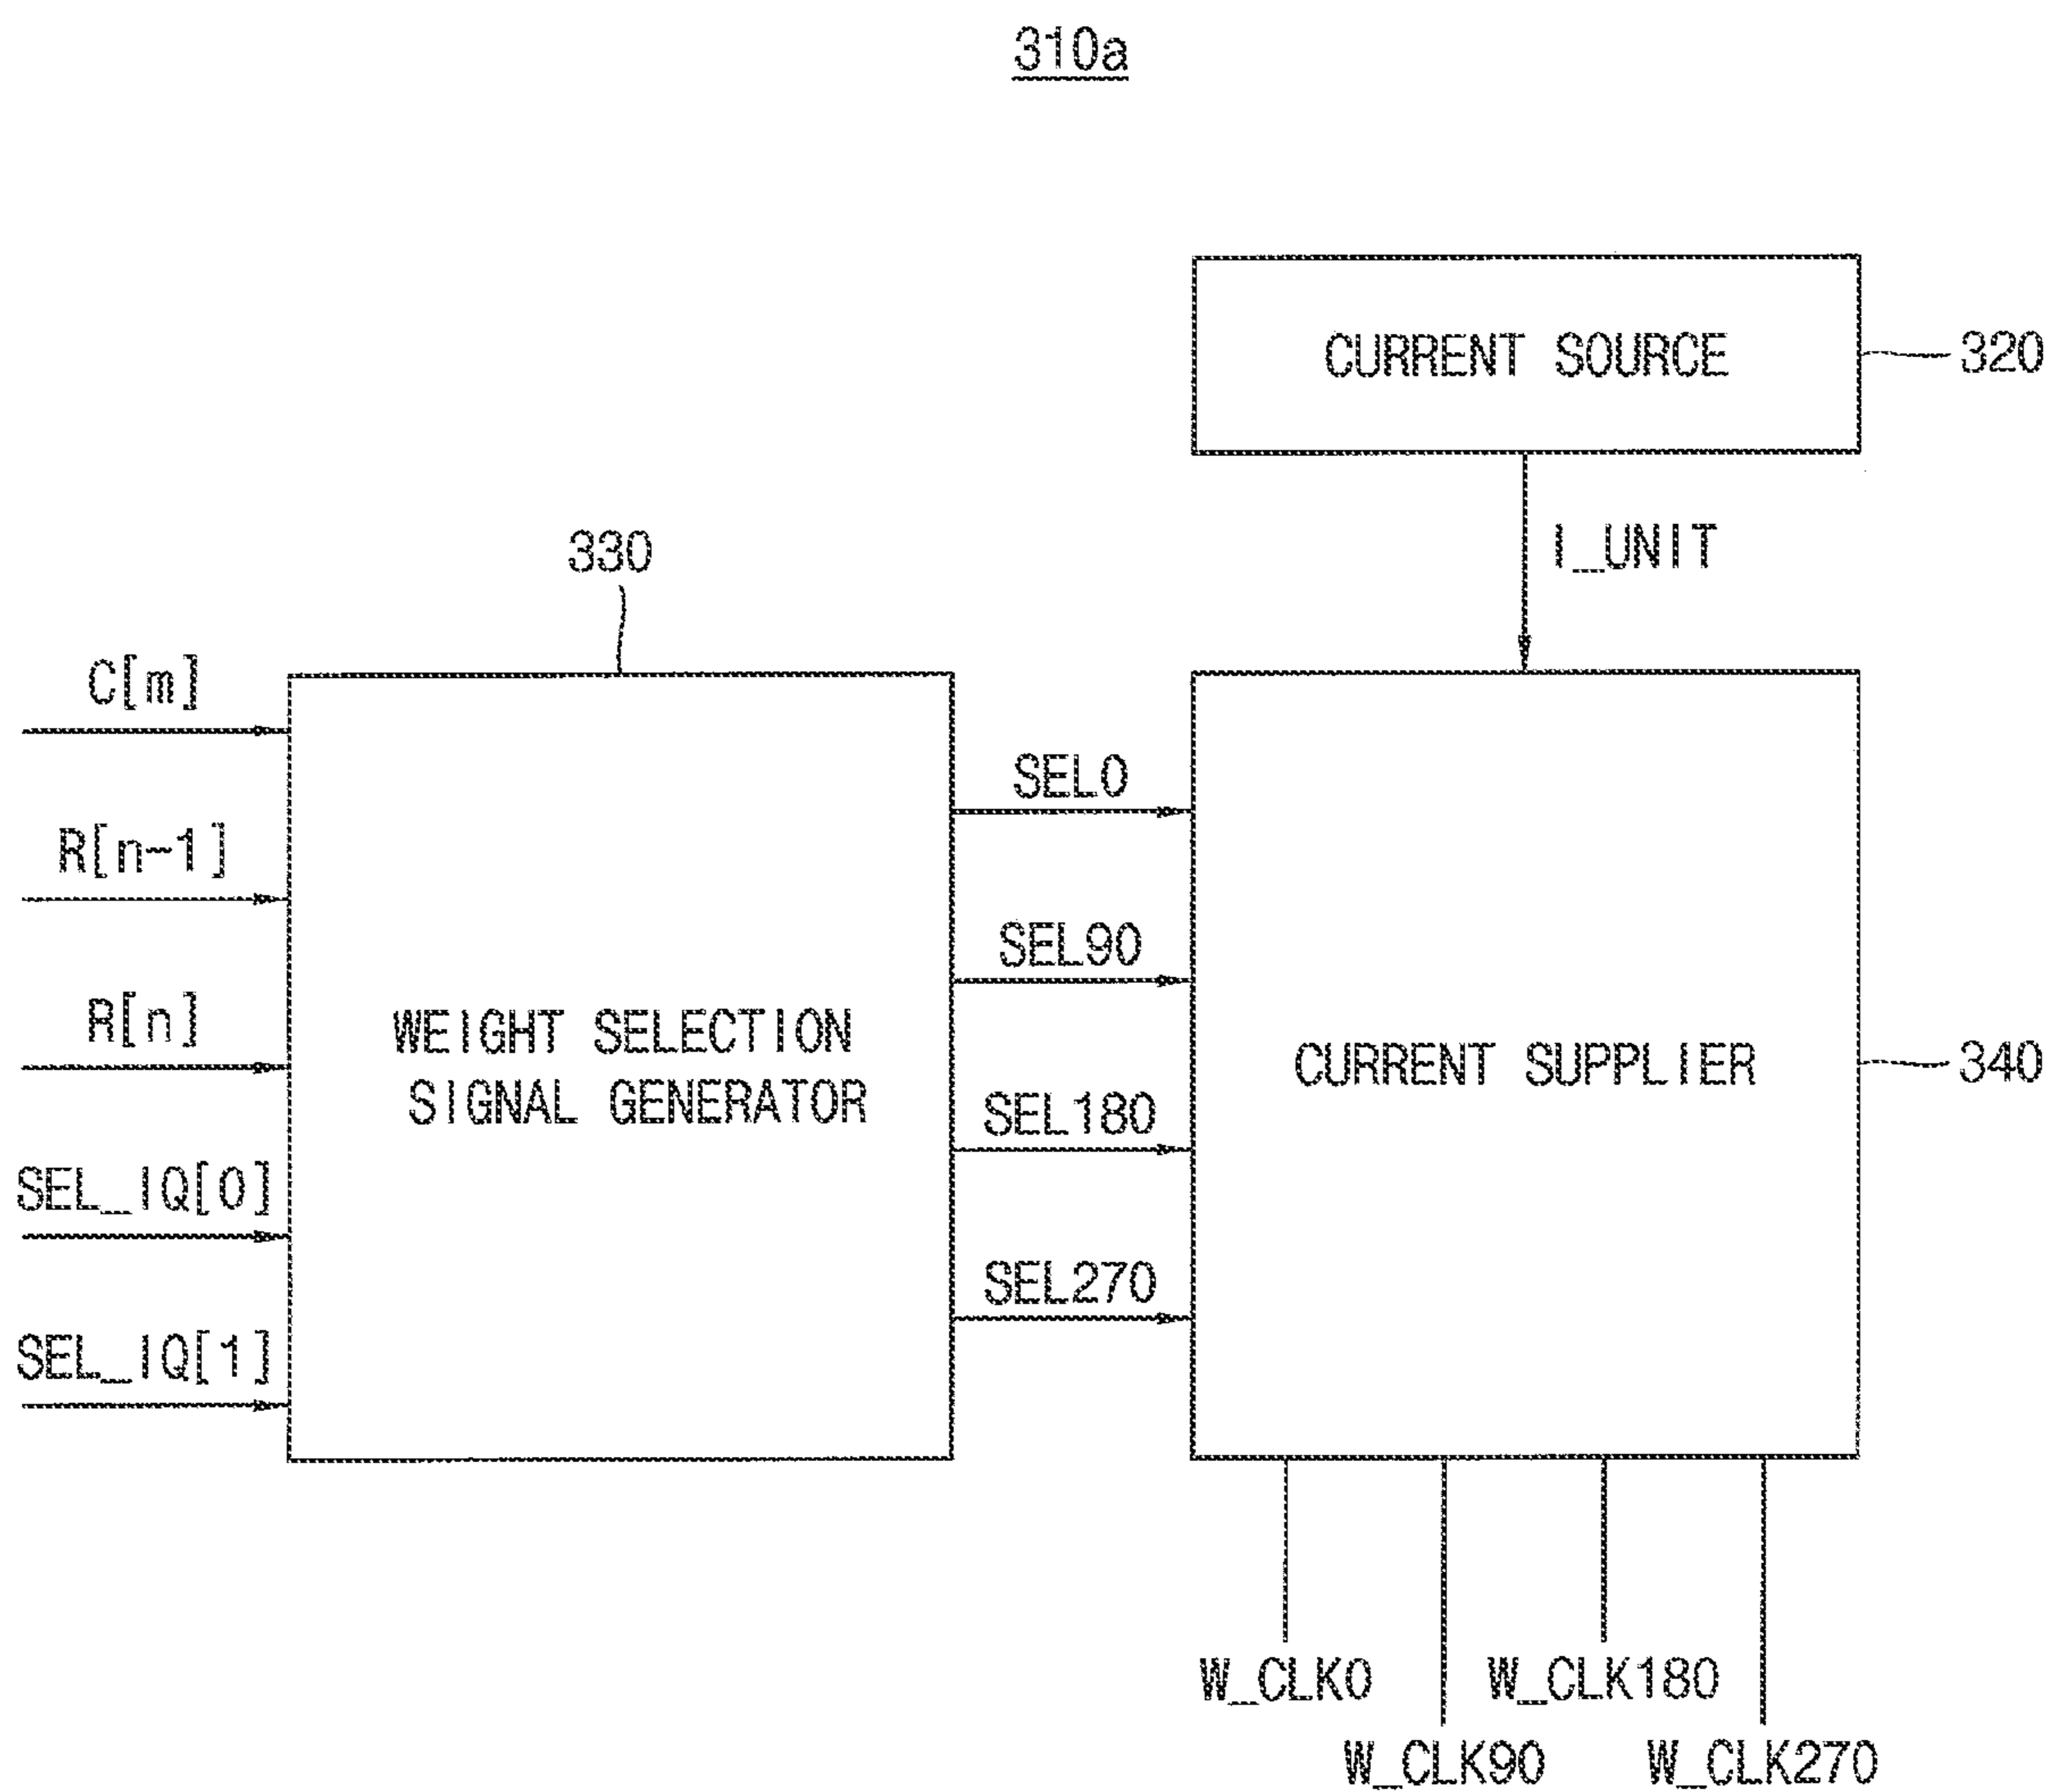 310a
CURRENT SOURCE
320
I_UNIT
330
C[m]
R[n-1]
R[n]
SEL_IQ[0]
SEL_IQ[1]
WEIGHT SELECTION
SIGNAL GENERATOR
SEL0
SEL90
SEL180
SEL270
CURRENT SUPPLIER
340
W_CLK0
W_CLK180
W_CLK90
W_CLK270